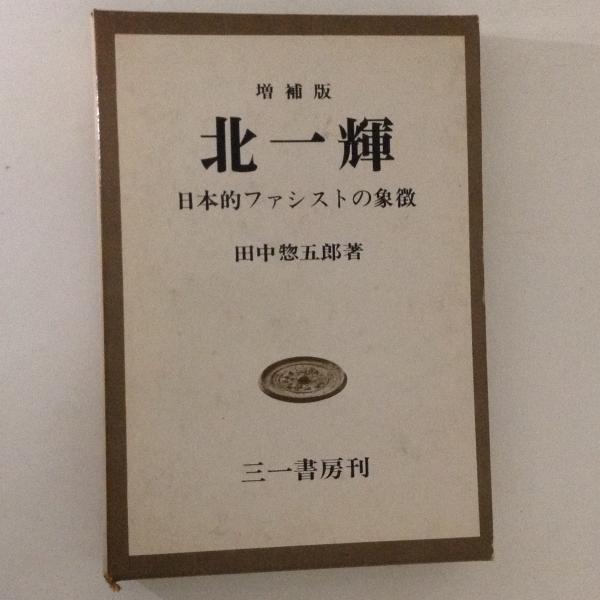 増補版
北一輝
日本的ファシストの象徴
田中惣五郎著
三一書房刊